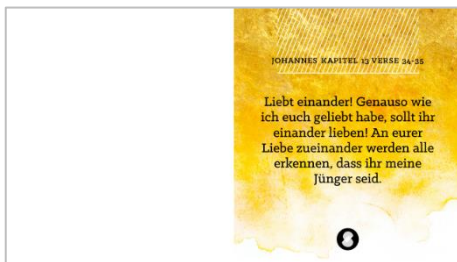 JOHANNES KAPITEL 13 VERSE 34-35
Liebt einander! Genauso wie
ich euch geliebt habe, sollt ihr
einander lieben! An eurer
Liebe zueinander werden alle
erkennen, dass ihr meine
Jünger seid.